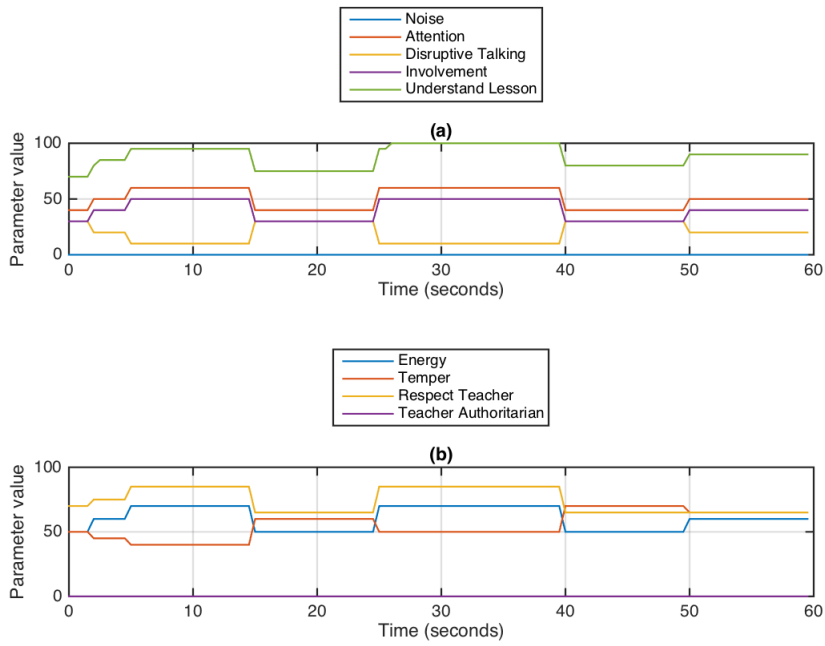 Noise
Attention
Disruptive Talking
Involvement
Understand Lesson
(a)
100
50
0
Parameter value
0 10 20 30 40 50 60
Time (seconds)
Energy
Temper
Respect Teacher
Teacher Authoritarian
(b)
100
50
0
Parameter value
0 10 20 30 40 50 60
Time (seconds)